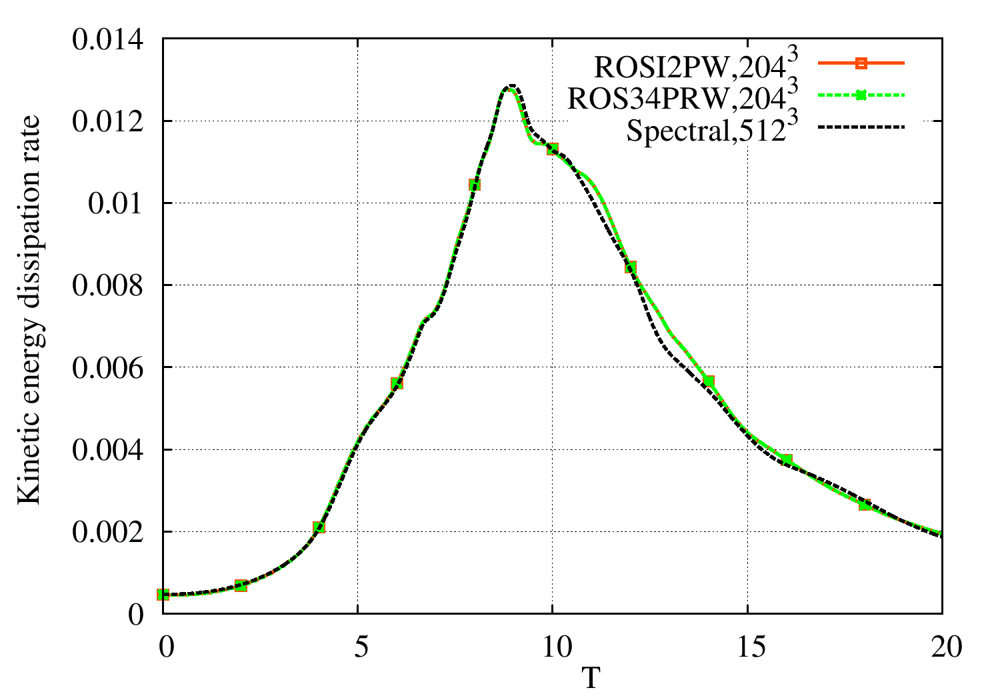 0.014
0.012
0.01
0.008
0.006
0.004
0.002
0
Kinetic energy dissipation rate
ROSI2PW,204³
ROS34PRW,204³
Spectral,512³
0 5 10 15 20
T